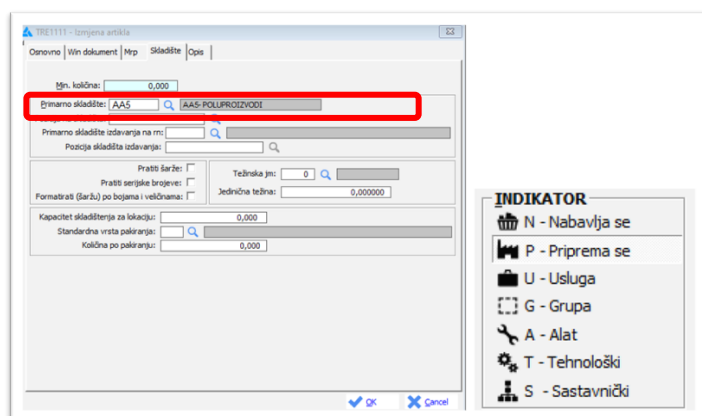 TRE1111 - Izmjena artikla
Osnovno Win dokument Mrp Skladište Opis
Min. količna: 0,000
Primarno skladište: AA5 AA5- POLUPROIZVODI
Primarno skladište izdavanja na rn:
Pozicija skladišta izdavanja:
Pratiti šarže:
Pratiti serijske brojeve:
Formatirati (šaržu) po bojama i veličinama:
Težinska jm: 0
Jedinična težina: 0,000000
Kapacitet skladištenja za lokaciju: 0,000
Standardna vrsta pakiranja:
Količna po pakiranju: 0,000
OK Cancel
INDIKATOR
N - Nabavlja se
P - Priprema se
U - Usluga
G - Grupa
A - Alat
T - Tehnološki
S - Sastavnički